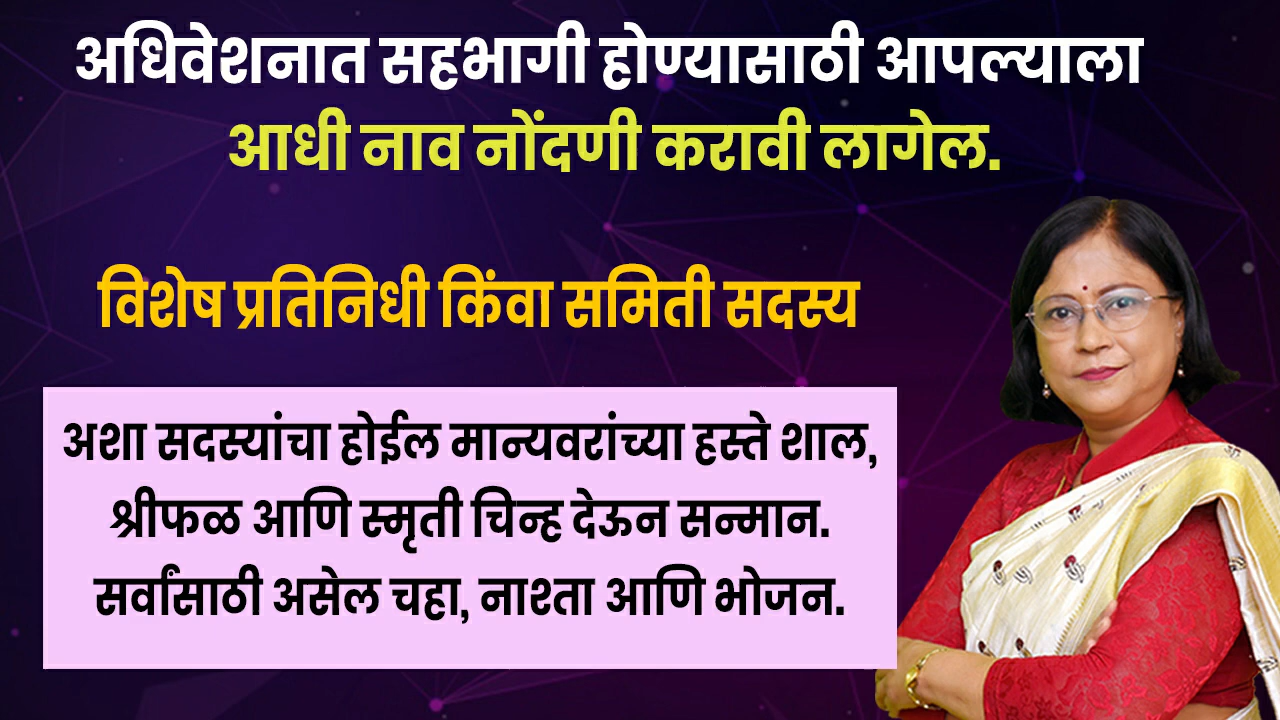 अधिवेशनात सहभागी होण्यासाठी आपल्याला
आधी नाव नोंदणी करावी लागेल.
विशेष प्रतिनिधी किंवा समिती सदस्य
अशा सदस्यांचा होईल मान्यवरांच्या हस्ते शाल,
श्रीफळ आणि स्मृती चिन्ह देऊन सन्मान.
सर्वांसाठी असेल चहा, नाश्ता आणि भोजन.